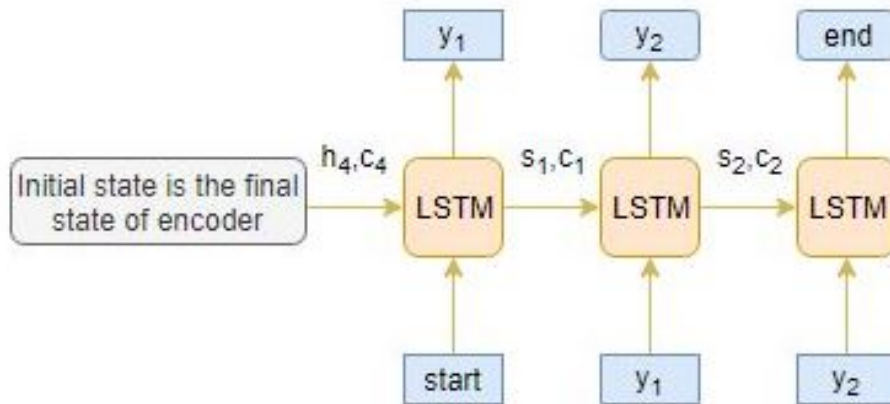 y₁
y₂
end
h₄,c₄
s₁,c₁
s₂,c₂
Initial state is the final
state of encoder
LSTM
LSTM
LSTM
start
y₁
y₂